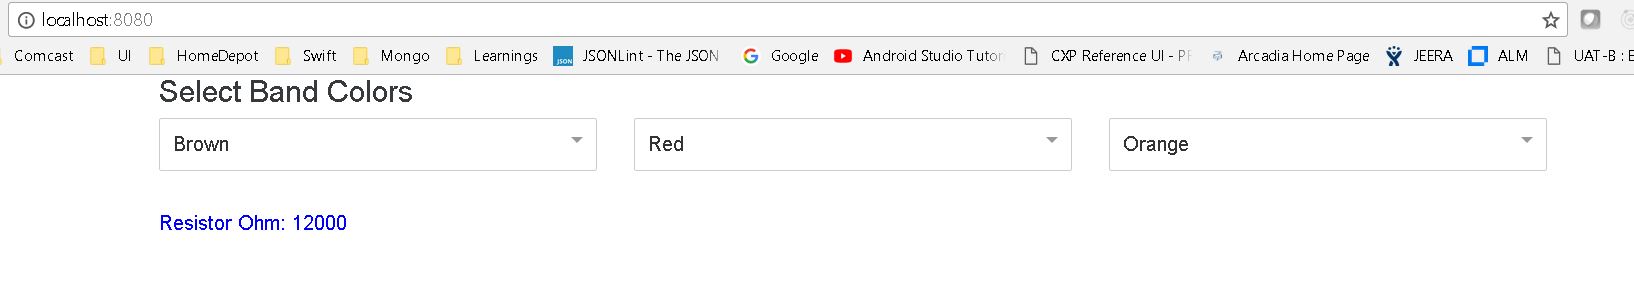 localhost:8080
Comcast UI HomeDepot Swift Mongo Learnings JSON JSONLint - The JSON Google Android Studio Tutor CXP Reference UI - Arcadia Home Page JEERA ALM UAT-B :
Select Band Colors
Brown Red Orange
Resistor Ohm: 12000